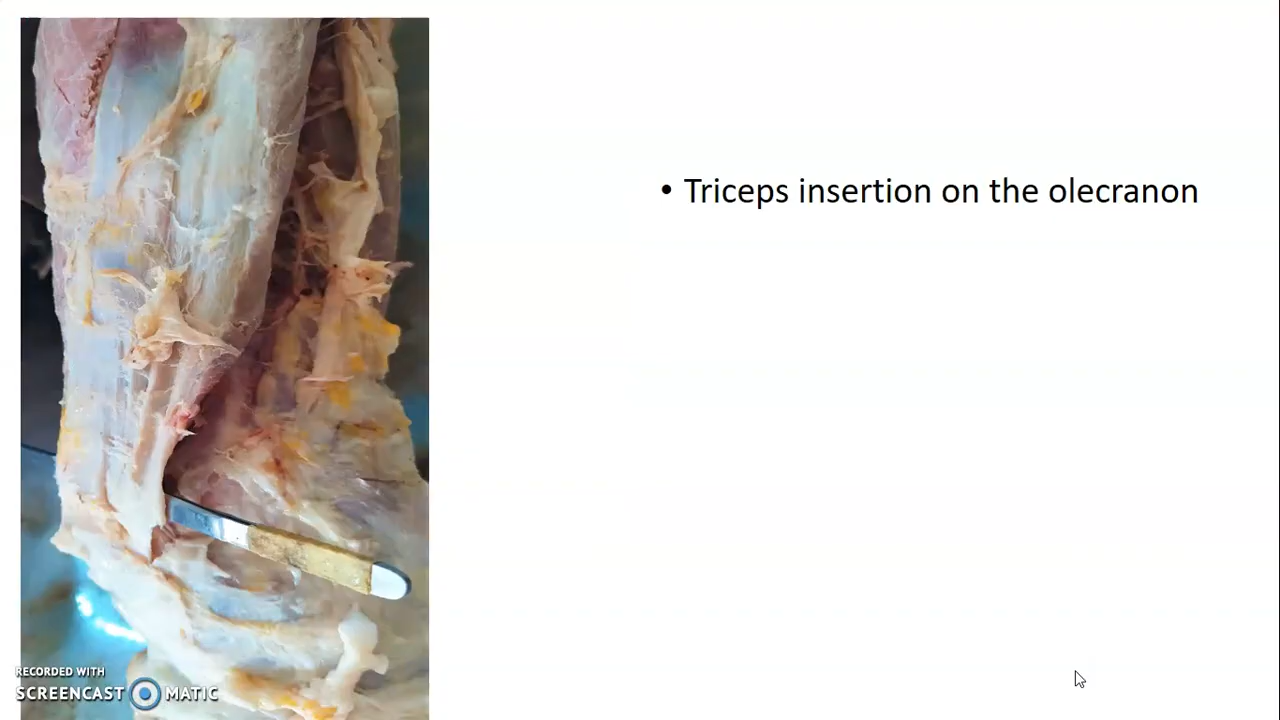 • Triceps insertion on the olecranon
RECORDED WITH
SCREENCAST MATIC